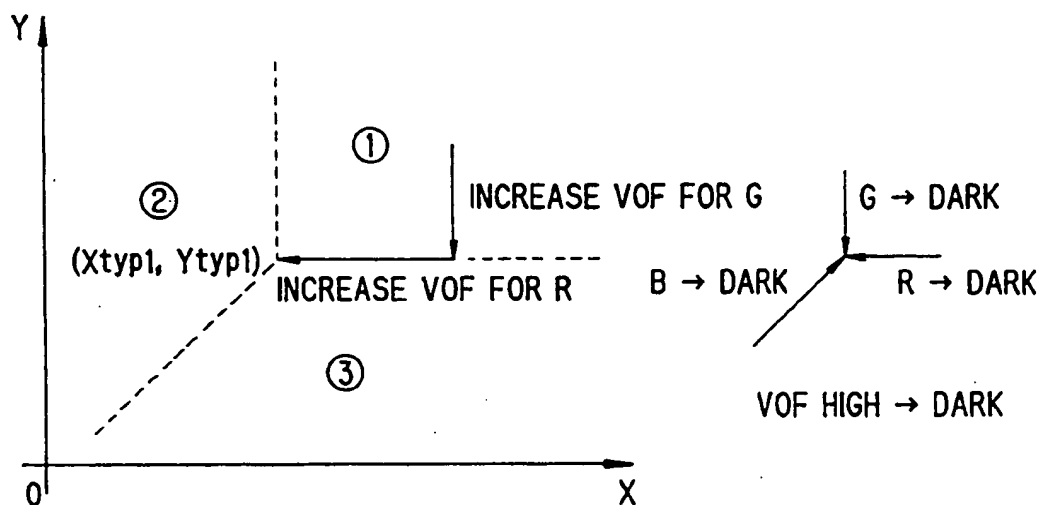 Y
①
②
INCREASE VOF FOR G
G → DARK
(Xtyp1, Ytyp1)
INCREASE VOF FOR R
B → DARK
R → DARK
③
VOF HIGH → DARK
0
X